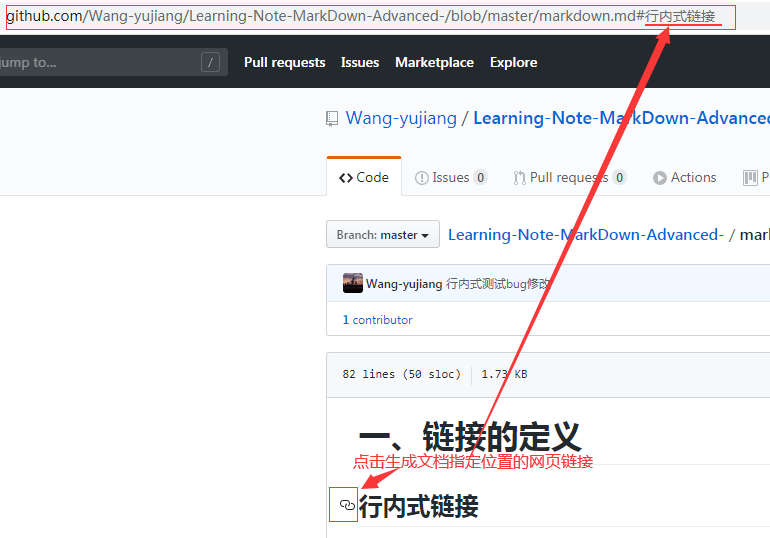 github.com/Wang-yujiang/Learning-Note-MarkDown-Advanced-/blob/master/markdown.md#行内式链接
jump to... /
Pull requests Issues Marketplace Explore
Wang-yujiang / Learning-Note-MarkDown-Advanced
Code Issues 0 Pull requests 0 Actions P
Branch: master Learning-Note-MarkDown-Advanced- / mar
Wang-yujiang 行内式测试bug修改
1 contributor
82 lines (50 sloc) 1.73 KB
一、链接的定义
点击生成文档指定位置的网页链接
行内式链接